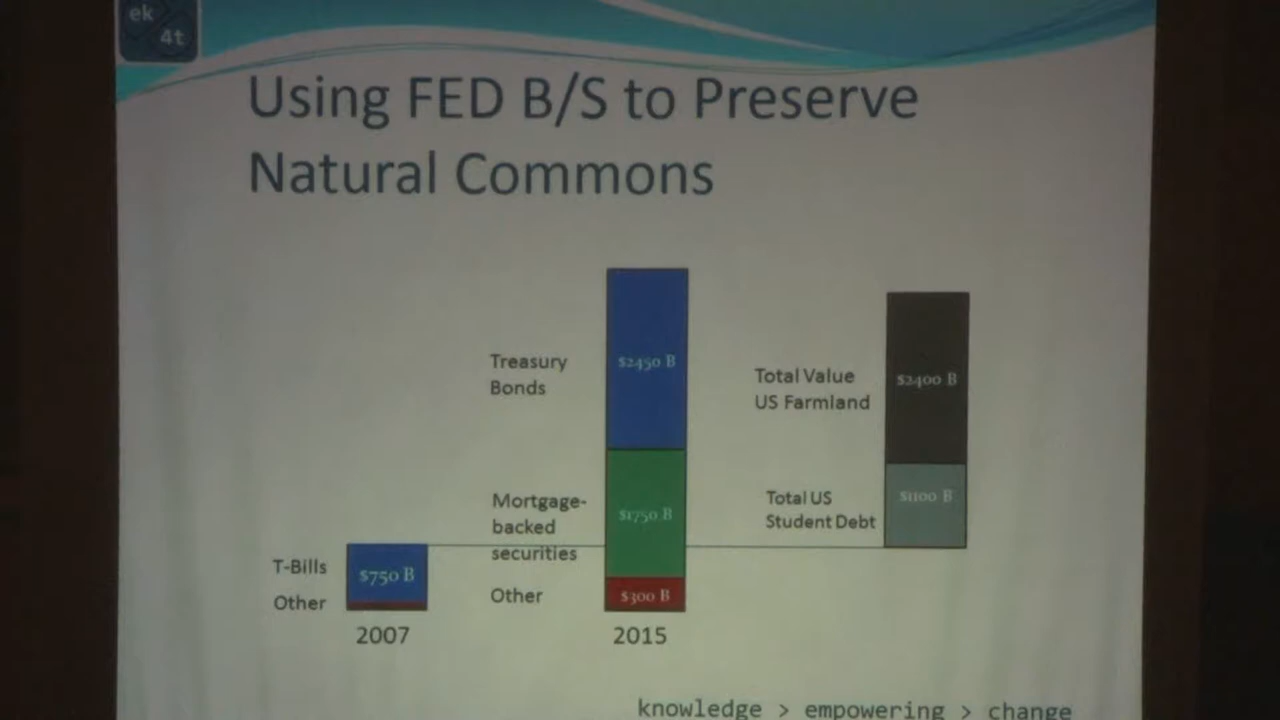 ek
4t
Using FED B/S to Preserve
Natural Commons
Treasury
Bonds
$2450 B
Total Value
US Farmland
$2400 B
Mortgage-
backed
securities
$1750 B
Total US
Student Debt
$1100 B
T-Bills
$750 B
Other
Other
$300 B
2007
2015
knowledge > empowering > change